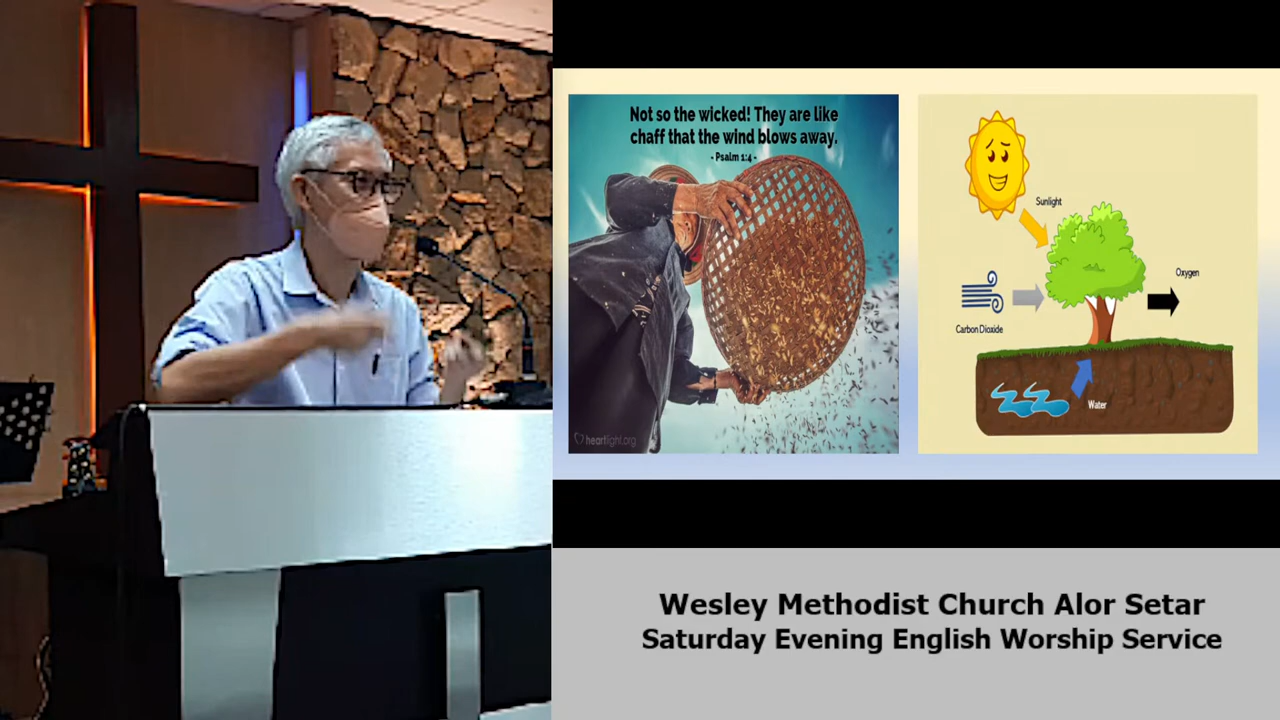 Not so the wicked! They are like
chaff that the wind blows away.
- Psalm 1:4 -
heartlight.org
Sunlight
Oxygen
Carbon Dioxide
Water
Wesley Methodist Church Alor Setar
Saturday Evening English Worship Service